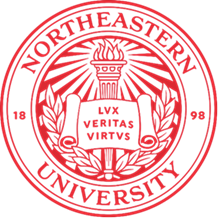 NORTHEASTERN
LVX
VERITAS
VIRTVS
18 98
UNIVERSITY